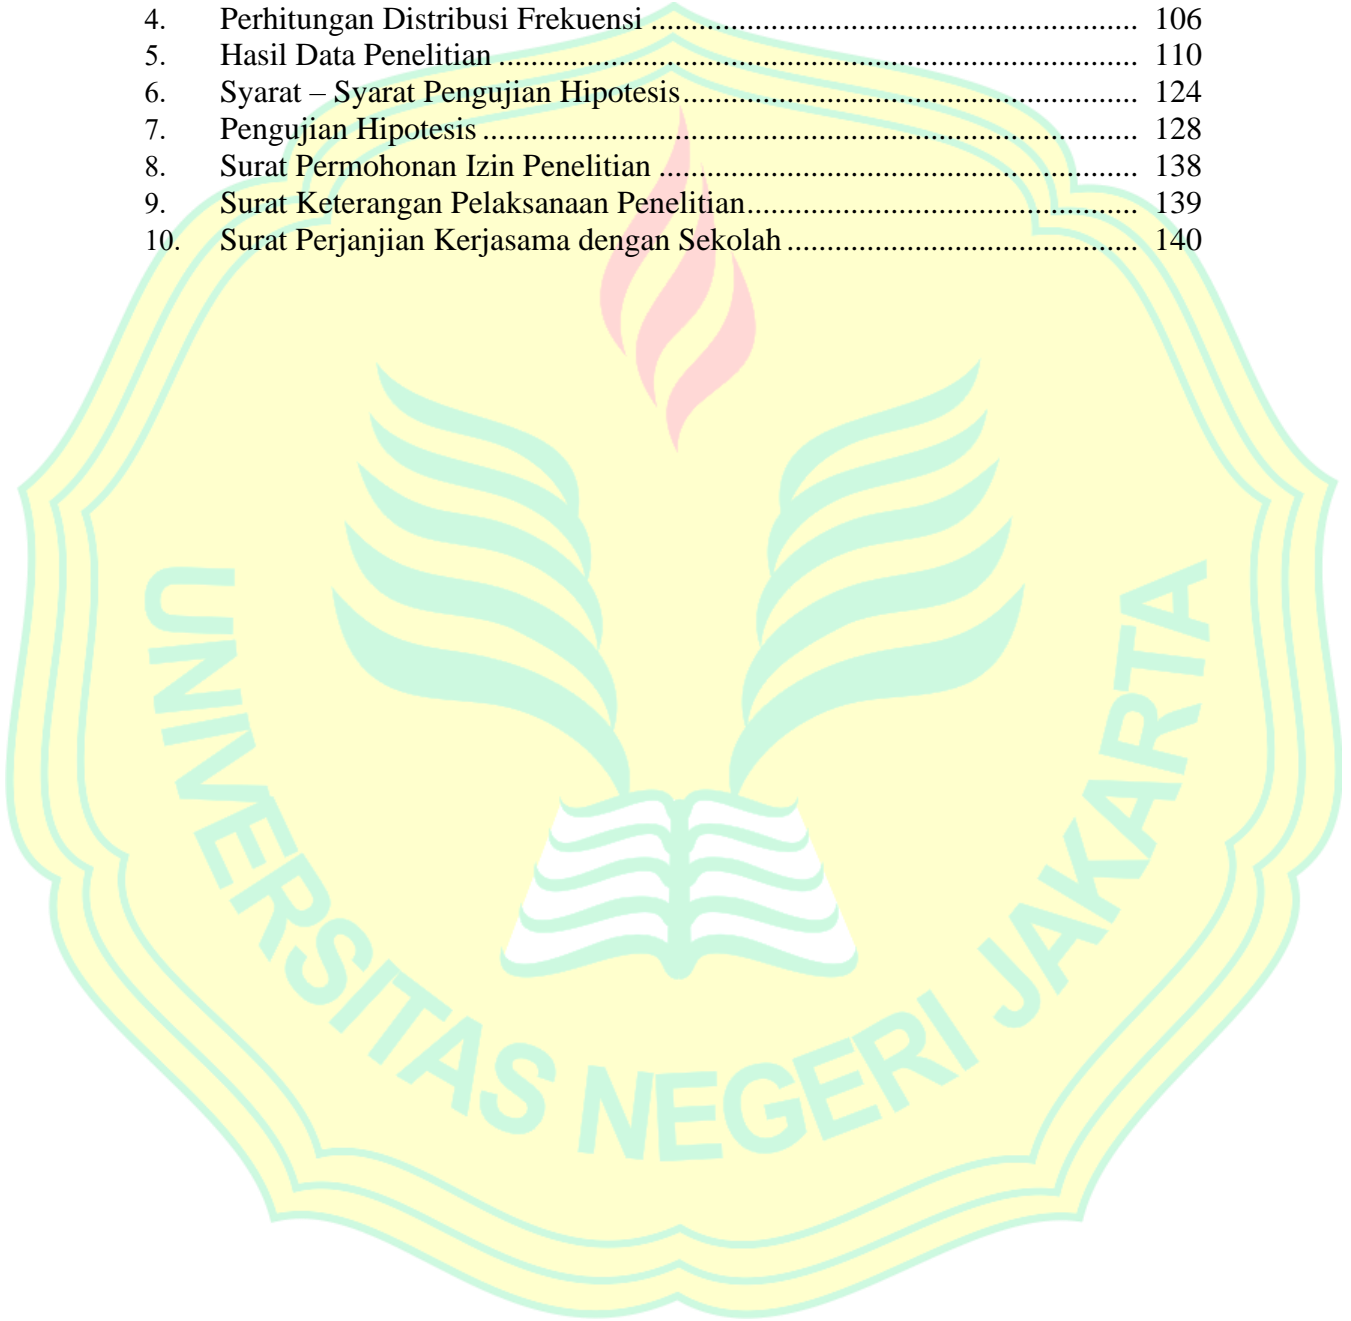 4. Perhitungan Distribusi Frekuensi ............................................................. 106
5. Hasil Data Penelitian ................................................................................ 110
6. Syarat – Syarat Pengujian Hipotesis......................................................... 124
7. Pengujian Hipotesis .................................................................................. 128
8. Surat Permohonan Izin Penelitian ............................................................ 138
9. Surat Keterangan Pelaksanaan Penelitian................................................. 139
10. Surat Perjanjian Kerjasama dengan Sekolah ............................................ 140
UNIVERSITAS NEGERI JAKARTA